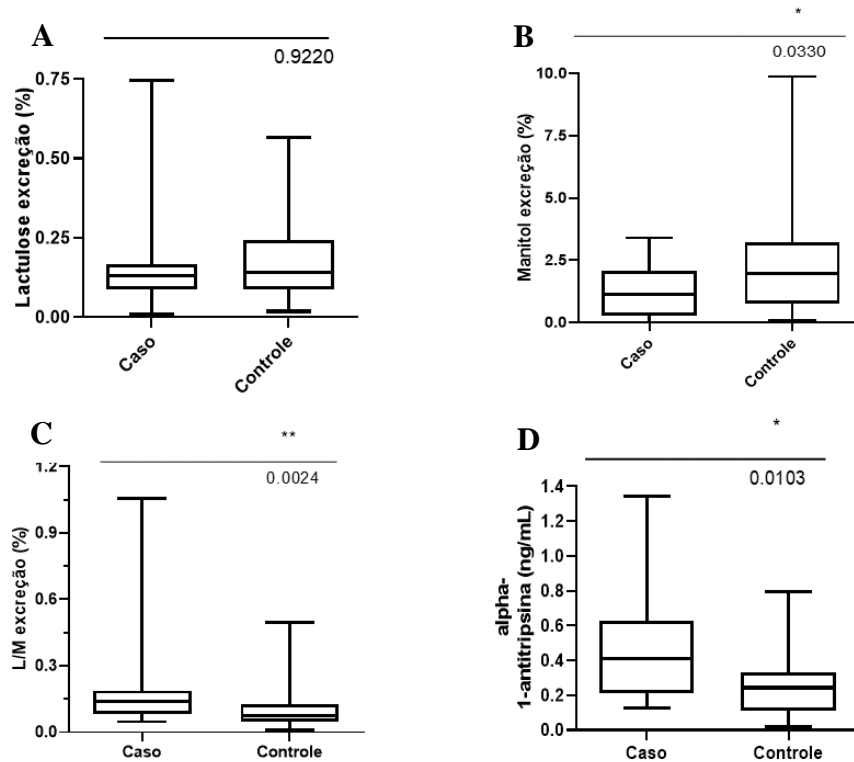 A
0.9220
Lactulose excreção (%)
0.75
0.50
0.25
0.00
Caso
Controle
B
*
0.0330
Manitol excreção (%)
10.0
7.5
5.0
2.5
0.0
Caso
Controle
C
**
0.0024
L/M excreção (%)
1.2
0.9
0.6
0.3
0.0
Caso
Controle
D
*
0.0103
alpha-
1-antitripsina (ng/mL)
1.4
1.2
1.0
0.8
0.6
0.4
0.2
0.0
Caso
Controle